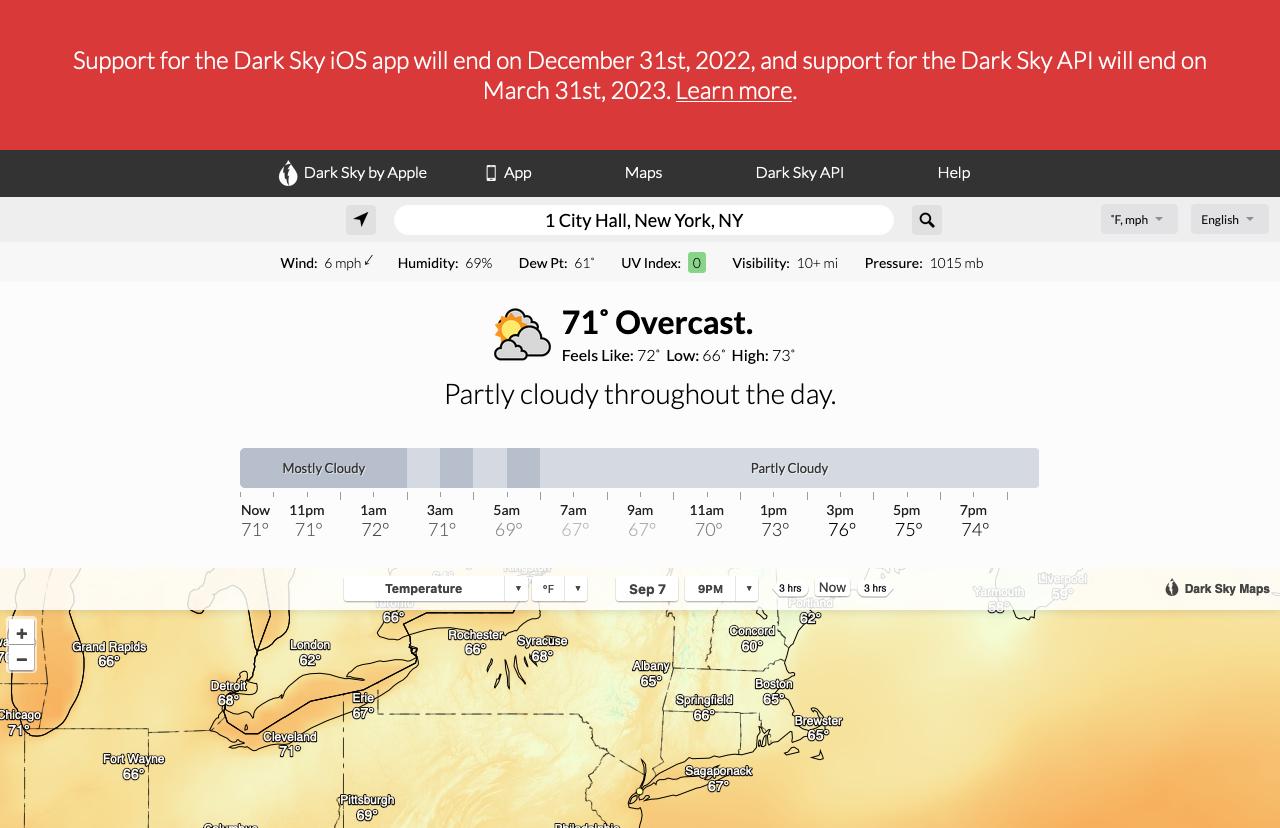 Support for the Dark Sky iOS app will end on December 31st, 2022, and support for the Dark Sky API will end on
March 31st, 2023. Learn more.
Dark Sky by Apple App Maps Dark Sky API Help
1 City Hall, New York, NY
˚F, mph English
Wind: 6 mph Humidity: 69% Dew Pt: 61˚ UV Index: 0 Visibility: 10+ mi Pressure: 1015 mb
71˚ Overcast.
Feels Like: 72˚ Low: 66˚ High: 73˚
Partly cloudy throughout the day.
Mostly Cloudy Partly Cloudy
Now 11pm 1am 3am 5am 7am 9am 11am 1pm 3pm 5pm 7pm
71° 71° 72° 71° 69° 67° 67° 70° 73° 76° 75° 74°
Kingston
Liverpool
59°
Temperature ▼ °F ▼ Sep 7 9PM ▼ 3 hrs Now 3 hrs
Dark Sky Maps
Yarmouth
58°
Toronto
66°
Portland
62°
+
−
Grand Rapids
66°
London
62°
Rochester
66°
Syracuse
68°
Concord
60°
Albany
65°
Detroit
68°
Erie
67°
Springfield
66°
Boston
65°
Chicago
71°
Brewster
65°
Cleveland
71°
Fort Wayne
66°
Sagaponack
67°
Pittsburgh
69°
Columbus
Philadelphia